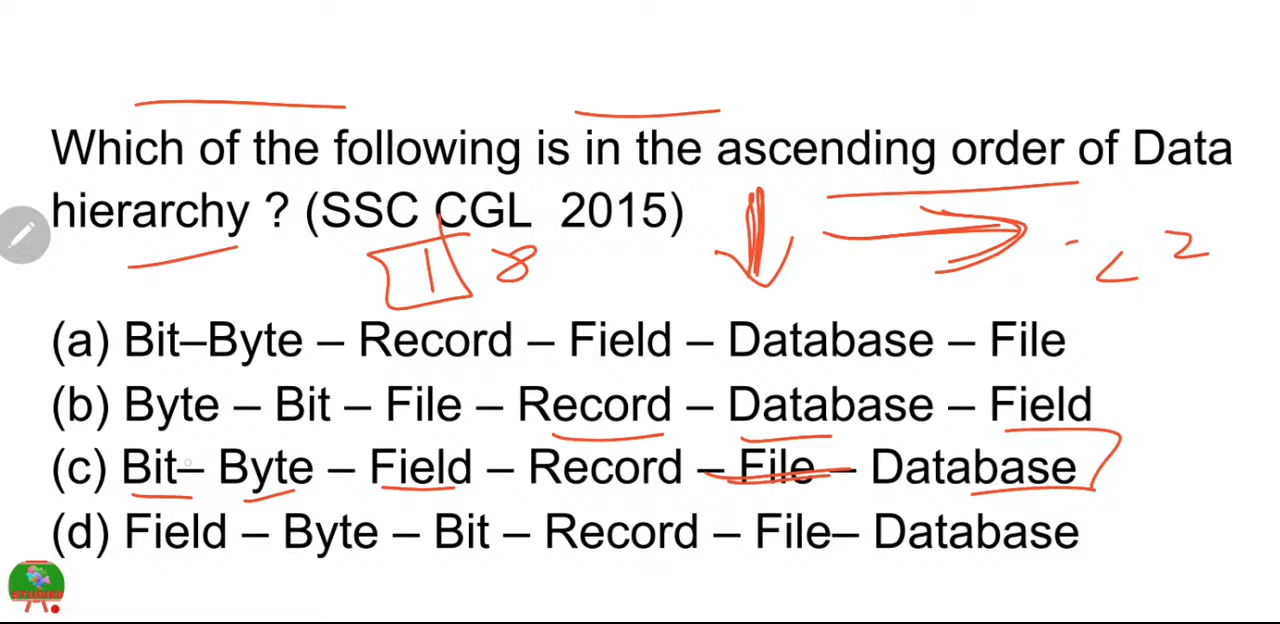 Which of the following is in the ascending order of Data
hierarchy ? (SSC CGL 2015)
1 8
< 2
(a) Bit–Byte – Record – Field – Database – File
(b) Byte – Bit – File – Record – Database – Field
(c) Bit– Byte – Field – Record – File – Database
(d) Field – Byte – Bit – Record – File– Database